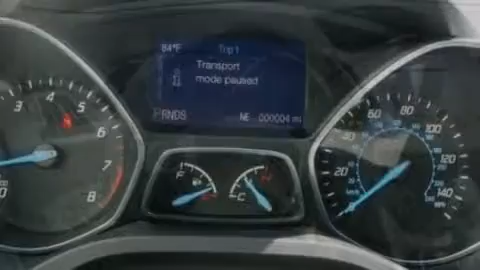 84°F Trip 1
Transport
mode paused
PRNDS NE 000004 mi
3 4 5 6 7 8
F C
20 40 60 80 100 120 140
MPH